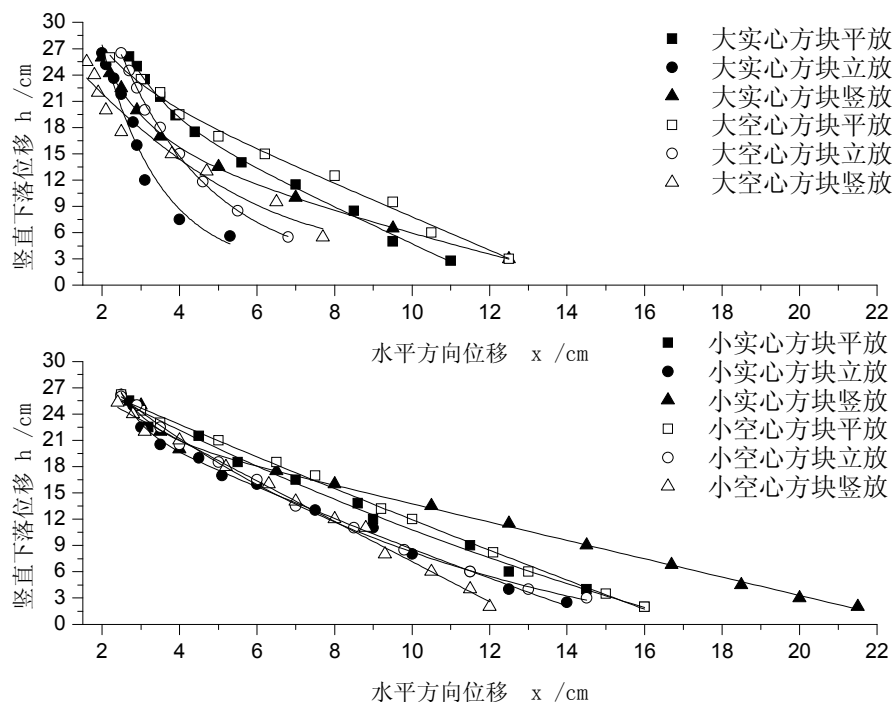 30
27
24
21
18
15
12
9
6
3
0
竖直下落位移 h /cm
大实心方块平放
大实心方块立放
大实心方块竖放
大空心方块平放
大空心方块立放
大空心方块竖放
2 4 6 8 10 12 14 16 18 20 22
水平方向位移 x /cm
30
27
24
21
18
15
12
9
6
3
0
竖直下落位移 h /cm
小实心方块平放
小实心方块立放
小实心方块竖放
小空心方块平放
小空心方块立放
小空心方块竖放
2 4 6 8 10 12 14 16 18 20 22
水平方向位移 x /cm